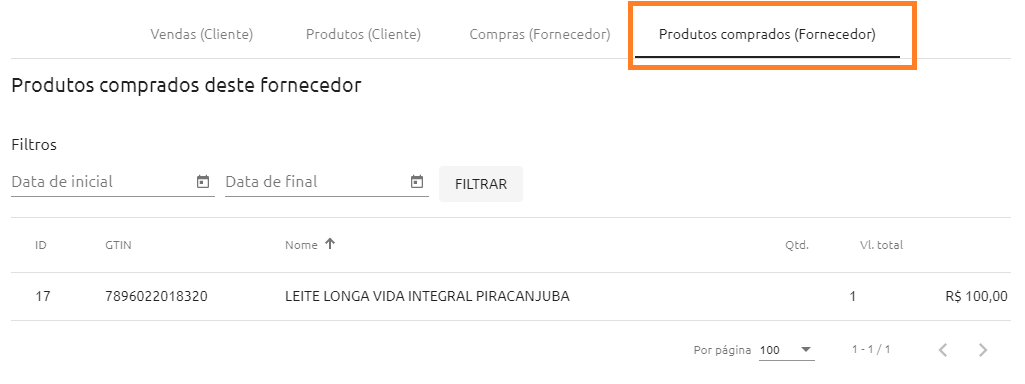 Vendas (Cliente) Produtos (Cliente) Compras (Fornecedor) Produtos comprados (Fornecedor)
Produtos comprados deste fornecedor
Filtros
Data de inicial Data de final FILTRAR
ID GTIN Nome Qtd. Vl. total
17 7896022018320 LEITE LONGA VIDA INTEGRAL PIRACANJUBA 1 R$ 100,00
Por página 100 1 - 1 / 1